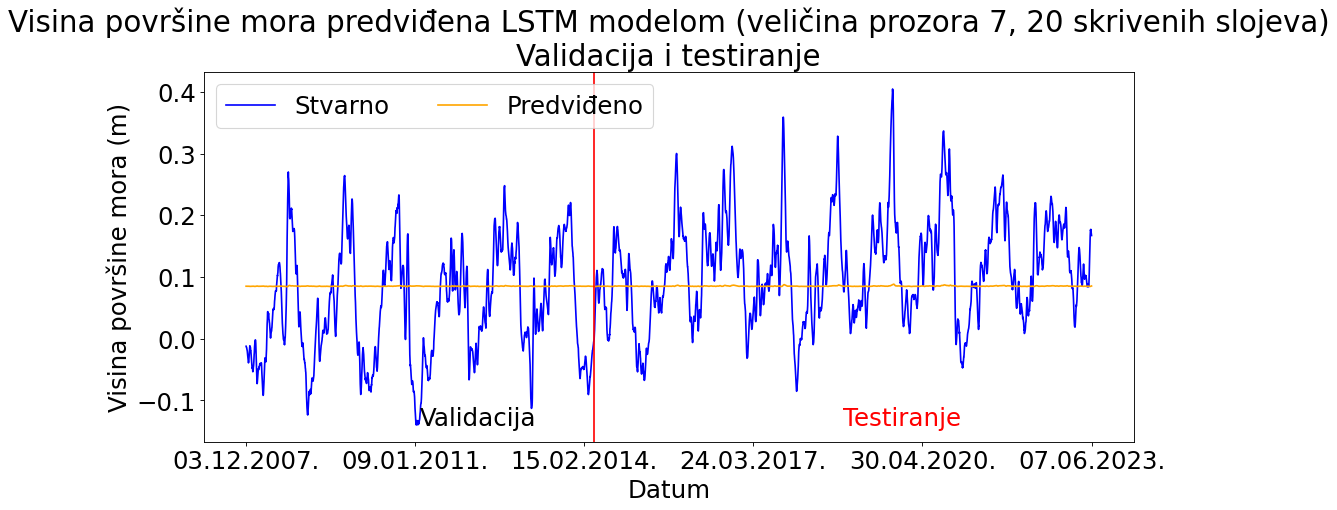 Visina površine mora predviđena LSTM modelom (veličina prozora 7, 20 skrivenih slojeva)
Validacija i testiranje
Stvarno
Predviđeno
Visina površine mora (m)
0.4
0.3
0.2
0.1
0.0
−0.1
Validacija
Testiranje
03.12.2007.
09.01.2011.
15.02.2014.
24.03.2017.
30.04.2020.
07.06.2023.
Datum